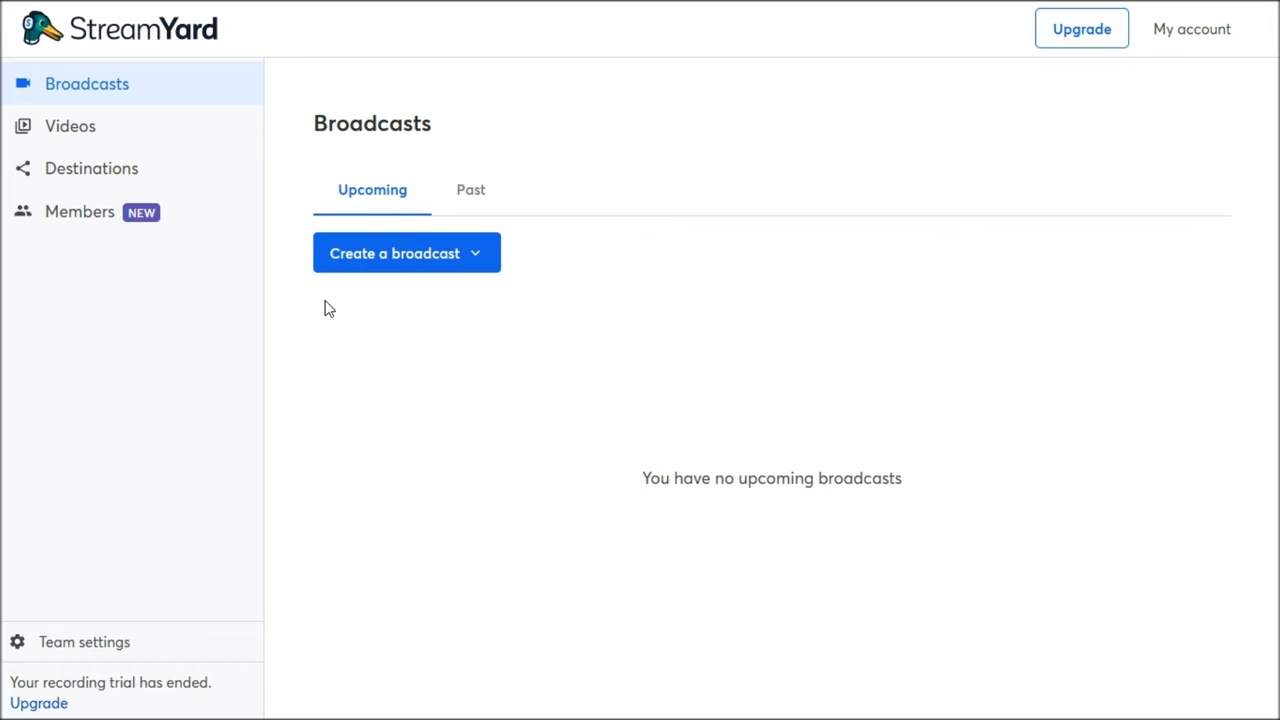 StreamYard
Upgrade
My account
Broadcasts
Videos
Destinations
Members NEW
Broadcasts
Upcoming
Past
Create a broadcast
You have no upcoming broadcasts
Team settings
Your recording trial has ended.
Upgrade